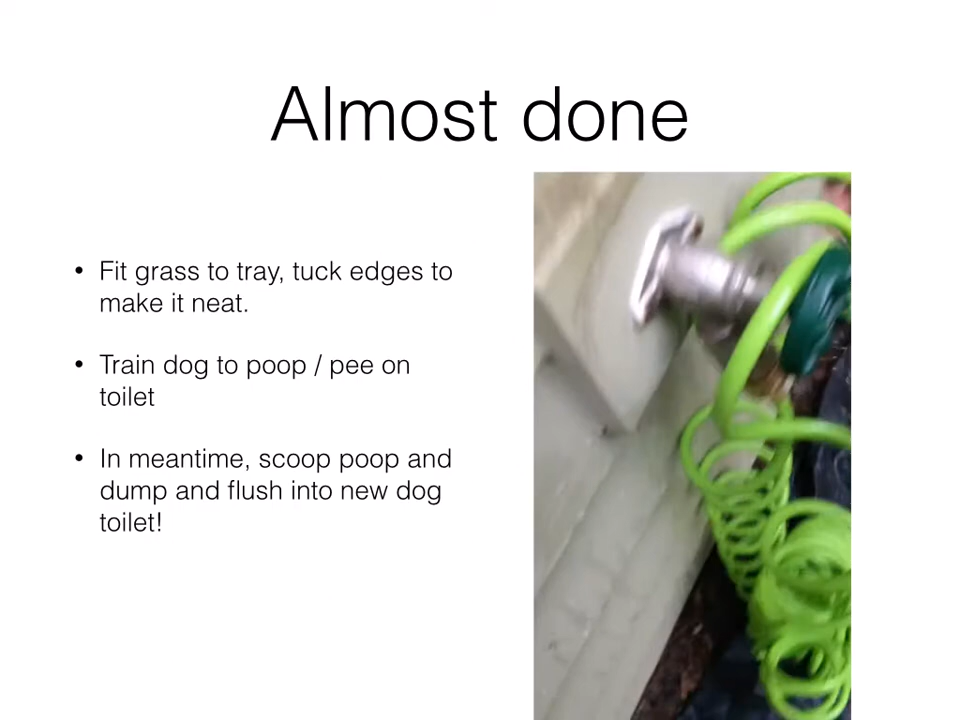 Almost done
• Fit grass to tray, tuck edges to
make it neat.
• Train dog to poop / pee on
toilet
• In meantime, scoop poop and
dump and flush into new dog
toilet!